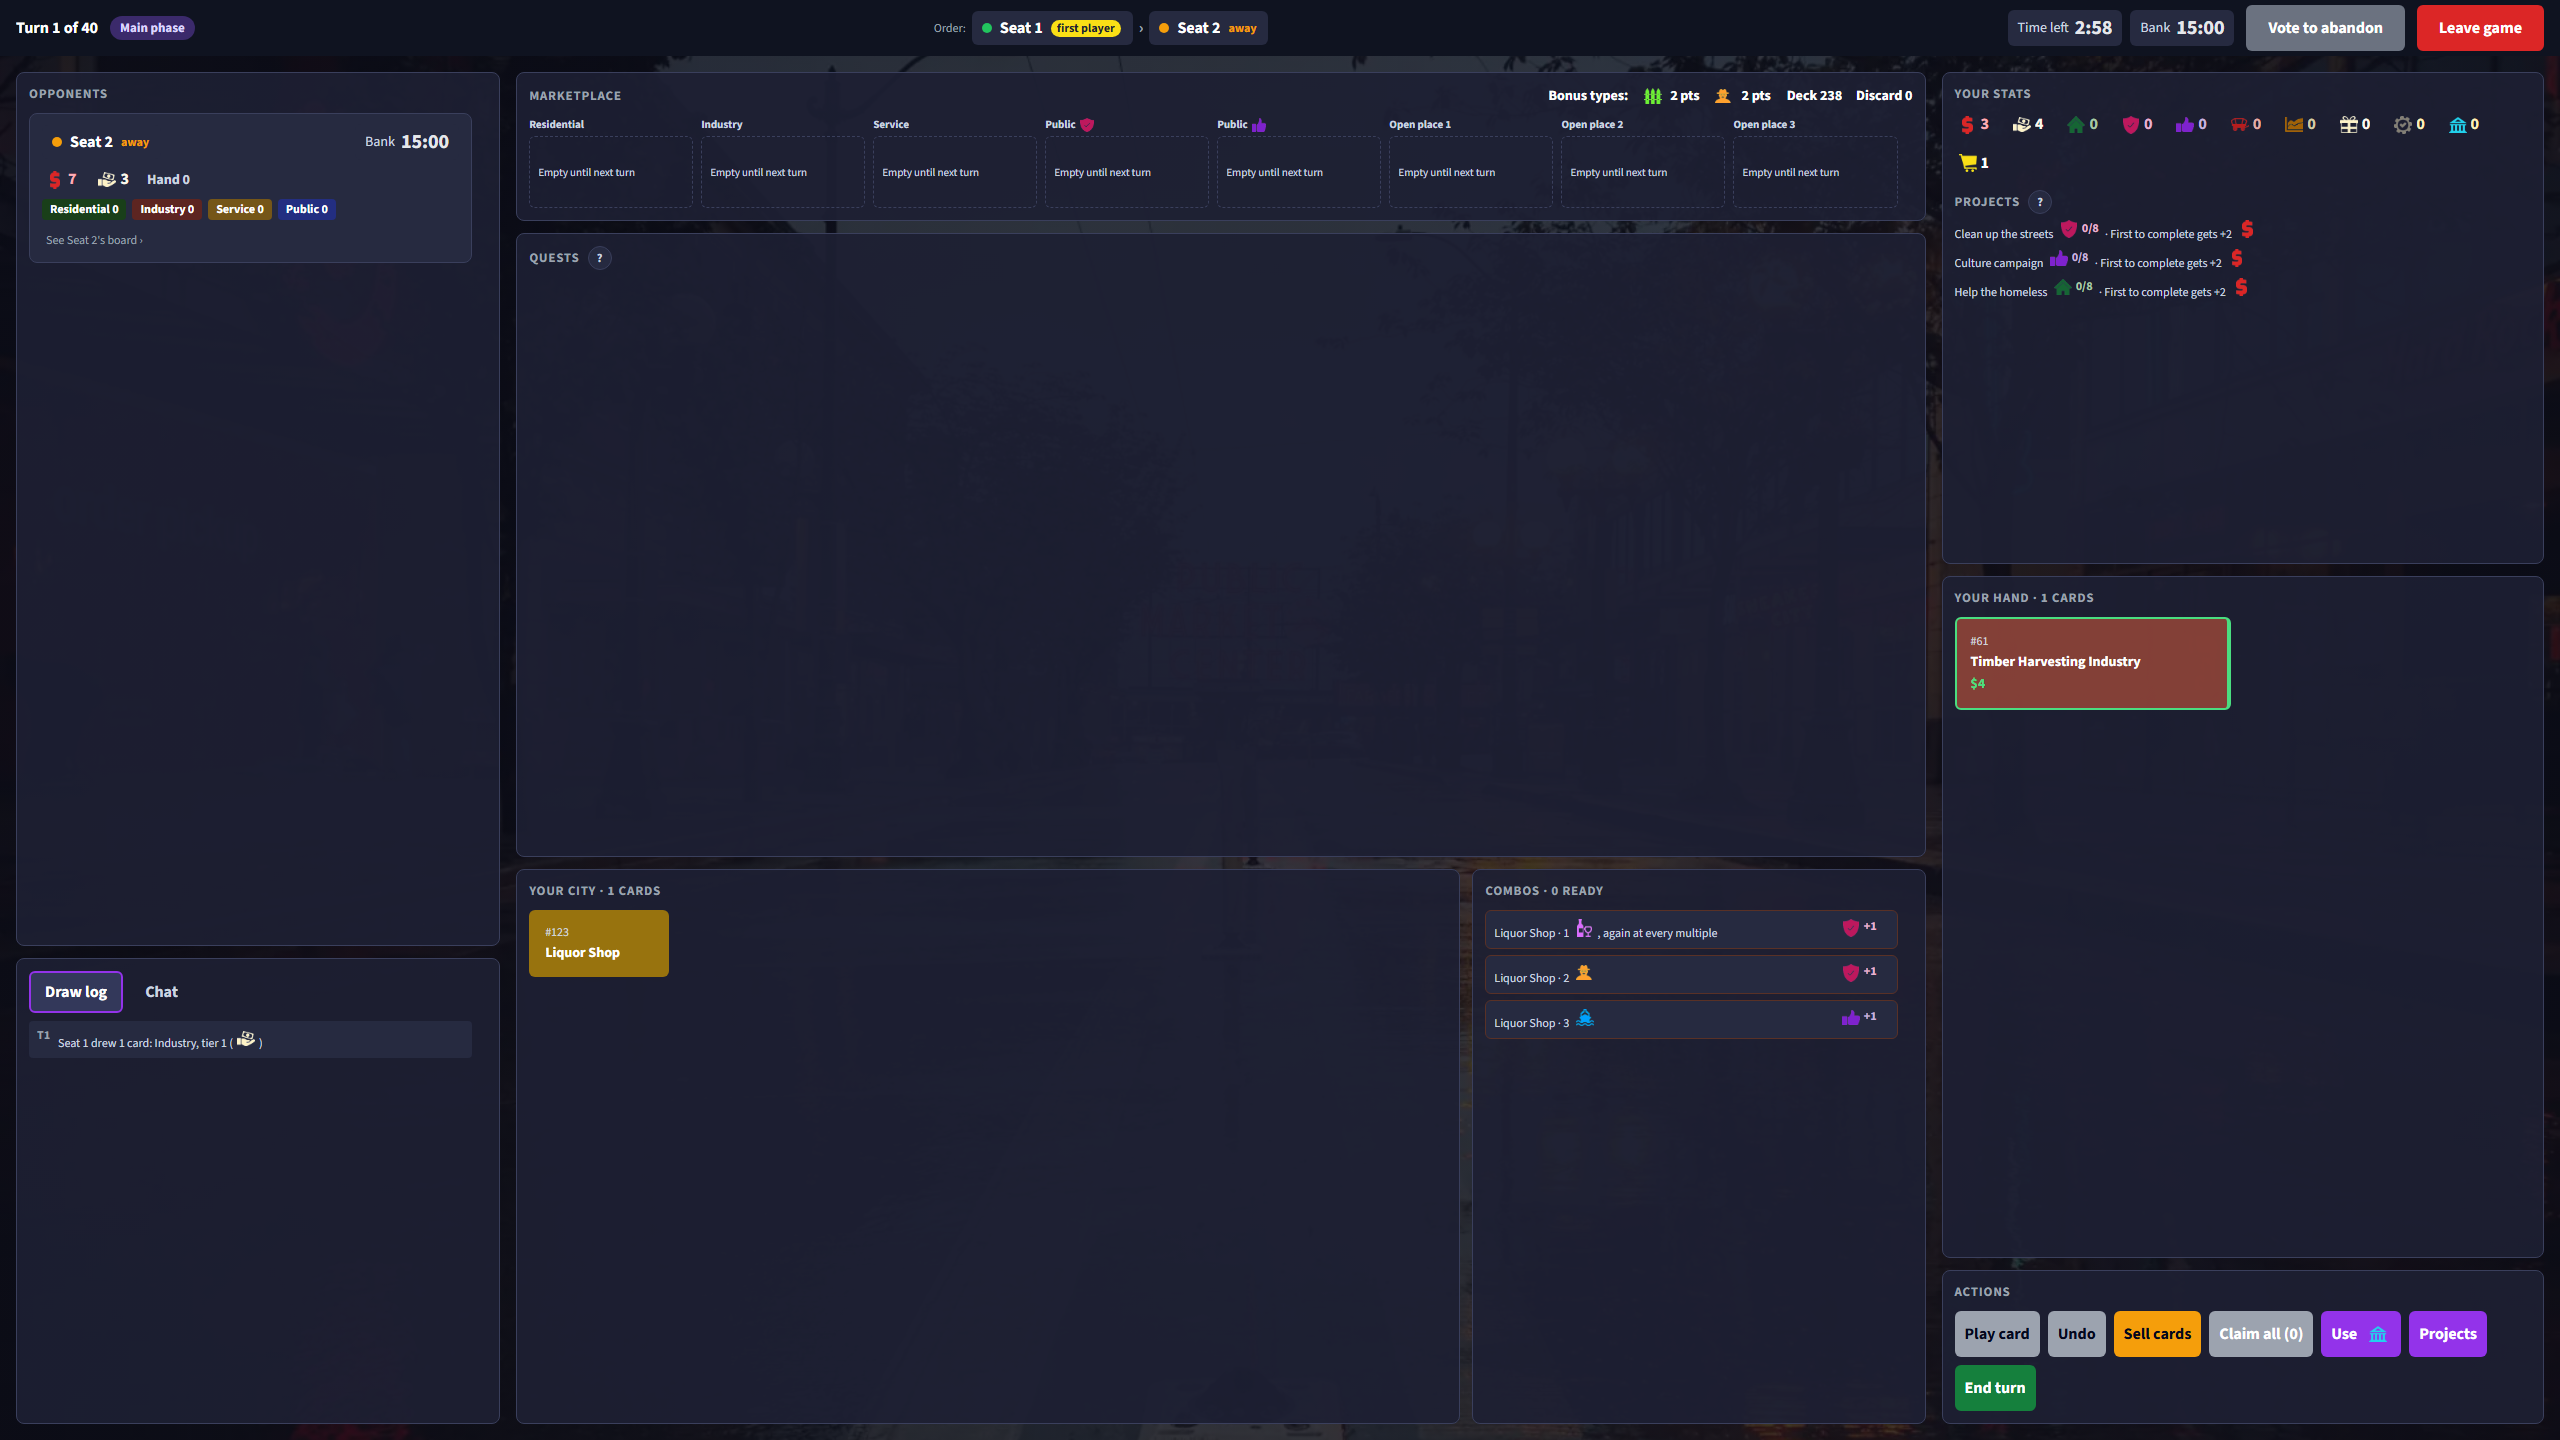 Turn 1 of 40 Main phase
Order: Seat 1 first player › Seat 2 away
Time left 2:58 Bank 15:00 Vote to abandon Leave game
OPPONENTS
Seat 2 away Bank 15:00
$ 7 3 Hand 0
Residential 0 Industry 0 Service 0 Public 0
See Seat 2's board ›
Draw log Chat
T1 Seat 1 drew 1 card: Industry, tier 1 ( )
MARKETPLACE
Bonus types: 2 pts 2 pts Deck 238 Discard 0
Residential Industry Service Public Public Open place 1 Open place 2 Open place 3
Empty until next turn Empty until next turn Empty until next turn Empty until next turn Empty until next turn Empty until next turn Empty until next turn Empty until next turn
QUESTS ?
YOUR CITY · 1 CARDS
#123
Liquor Shop
COMBOS · 0 READY
Liquor Shop · 1 , again at every multiple +1
Liquor Shop · 2 +1
Liquor Shop · 3 +1
YOUR STATS
$ 3 4 0 0 0 0 0 0 0 0
1
PROJECTS ?
Clean up the streets 0/8 · First to complete gets +2 $
Culture campaign 0/8 · First to complete gets +2 $
Help the homeless 0/8 · First to complete gets +2 $
YOUR HAND · 1 CARDS
#61
Timber Harvesting Industry
$4
ACTIONS
Play card Undo Sell cards Claim all (0) Use Projects
End turn